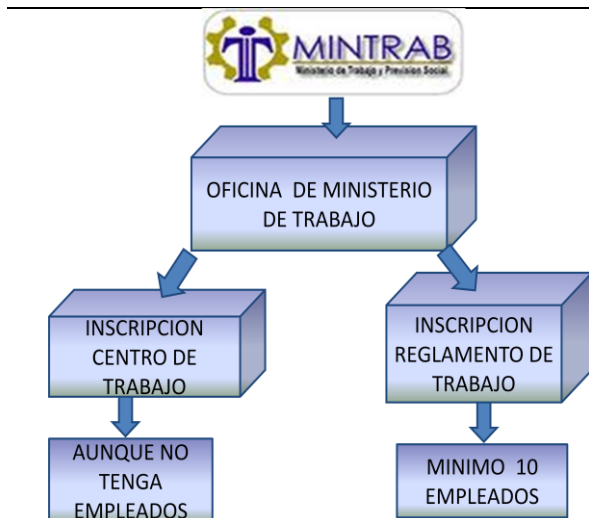 MINTRAB
Ministerio de Trabajo y Prevision Social
OFICINA DE MINISTERIO
DE TRABAJO
INSCRIPCION
CENTRO DE
TRABAJO
INSCRIPCION
REGLAMENTO DE
TRABAJO
AUNQUE NO
TENGA
EMPLEADOS
MINIMO 10
EMPLEADOS